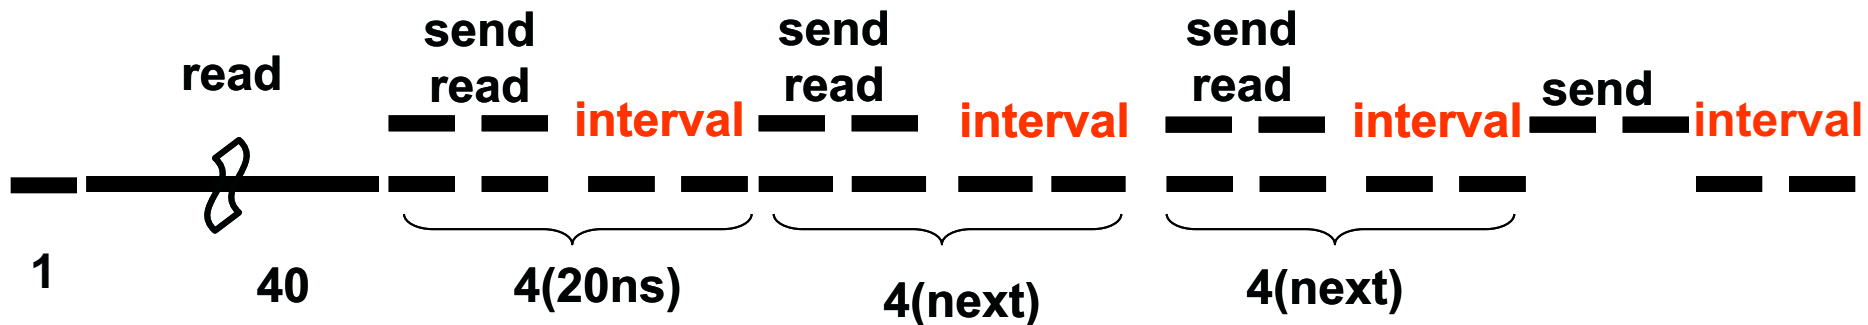 read
send
read
interval
send
read
interval
send
read
interval
send
interval
1
40
4(20ns)
4(next)
4(next)